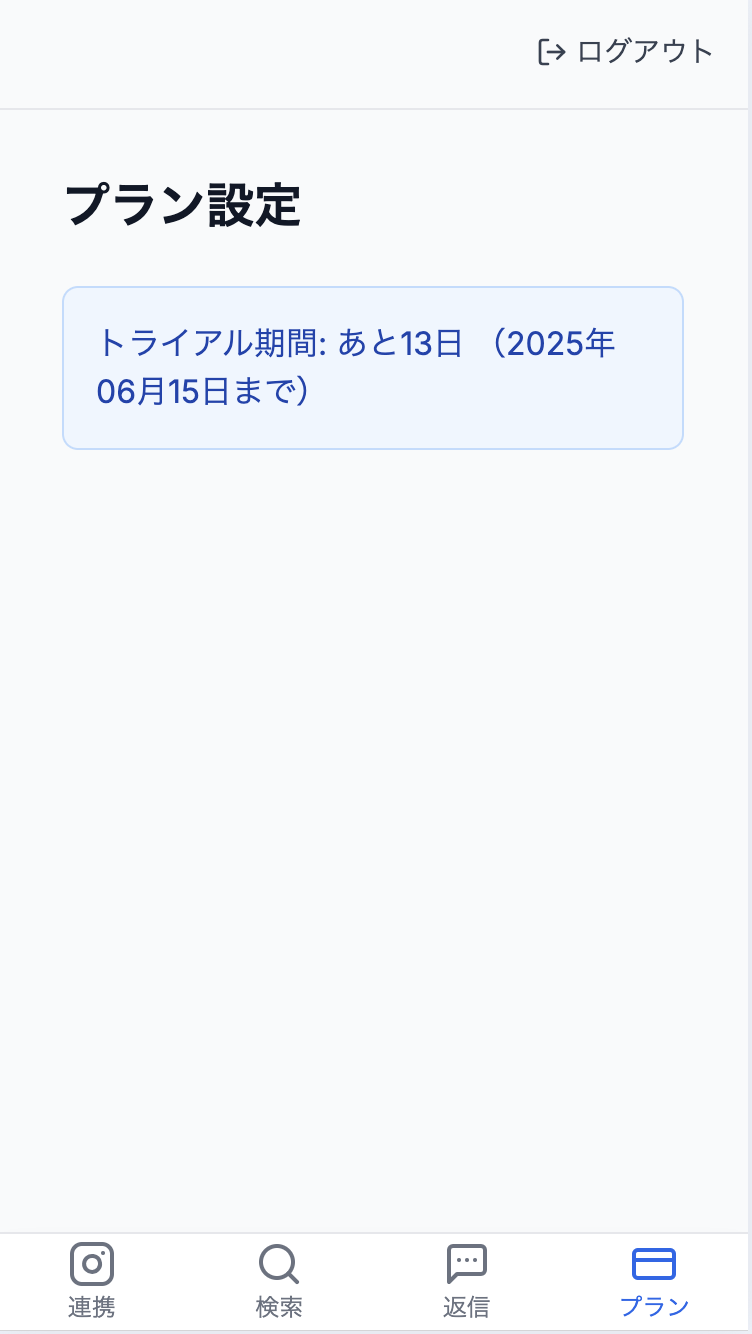 ログアウト
プラン設定
トライアル期間: あと13日 （2025年
06月15日まで）
連携
検索
返信
プラン